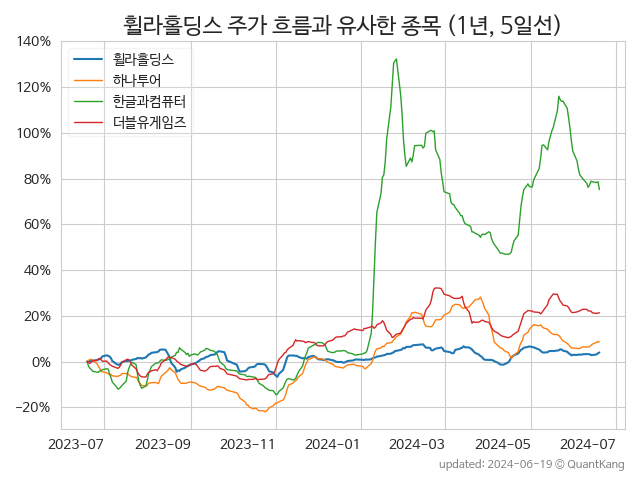 휠라홀딩스 주가 흐름과 유사한 종목 (1년, 5일선)
140%
120%
100%
80%
60%
40%
20%
0%
−20%
휠라홀딩스
하나투어
한글과컴퓨터
더블유게임즈
2023-07 2023-09 2023-11 2024-01 2024-03 2024-05 2024-07
updated: 2024-06-19 © QuantKang